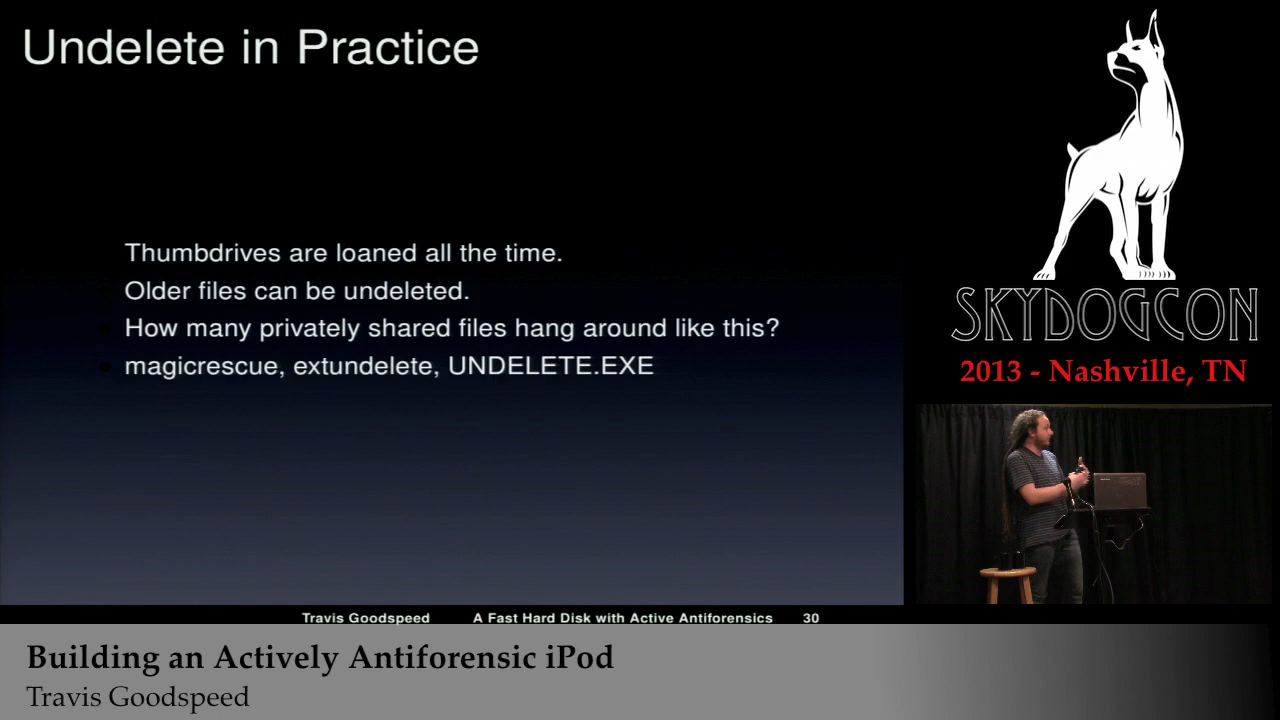 Undelete in Practice
Thumbdrives are loaned all the time.
Older files can be undeleted.
How many privately shared files hang around like this?
magicrescue, extundelete, UNDELETE.EXE
Travis Goodspeed A Fast Hard Disk with Active Antiforensics 30
SKYDOGCON
2013 - Nashville, TN
Building an Actively Antiforensic iPod
Travis Goodspeed